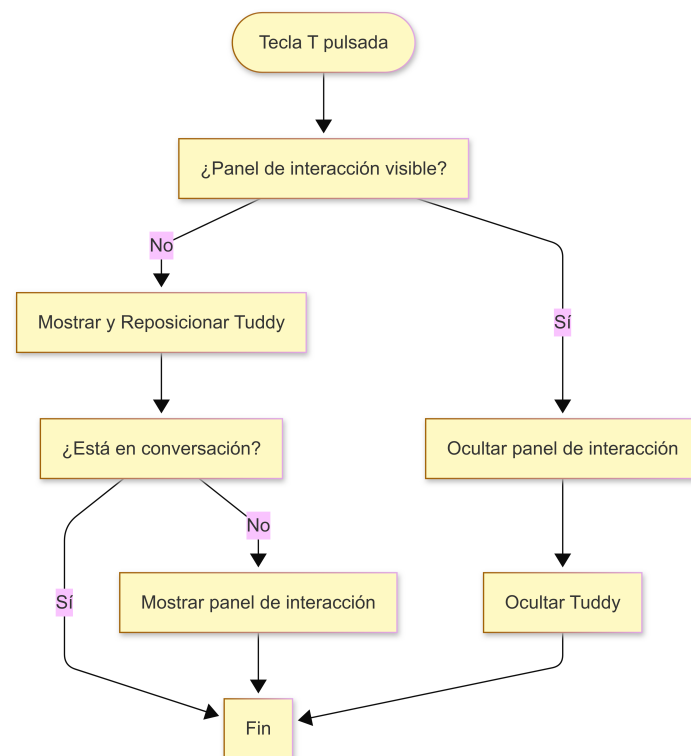 Tecla T pulsada
¿Panel de interacción visible?
No
Mostrar y Reposicionar Tuddy
Sí
¿Está en conversación?
Ocultar panel de interacción
No
Sí
Mostrar panel de interacción
Ocultar Tuddy
Fin